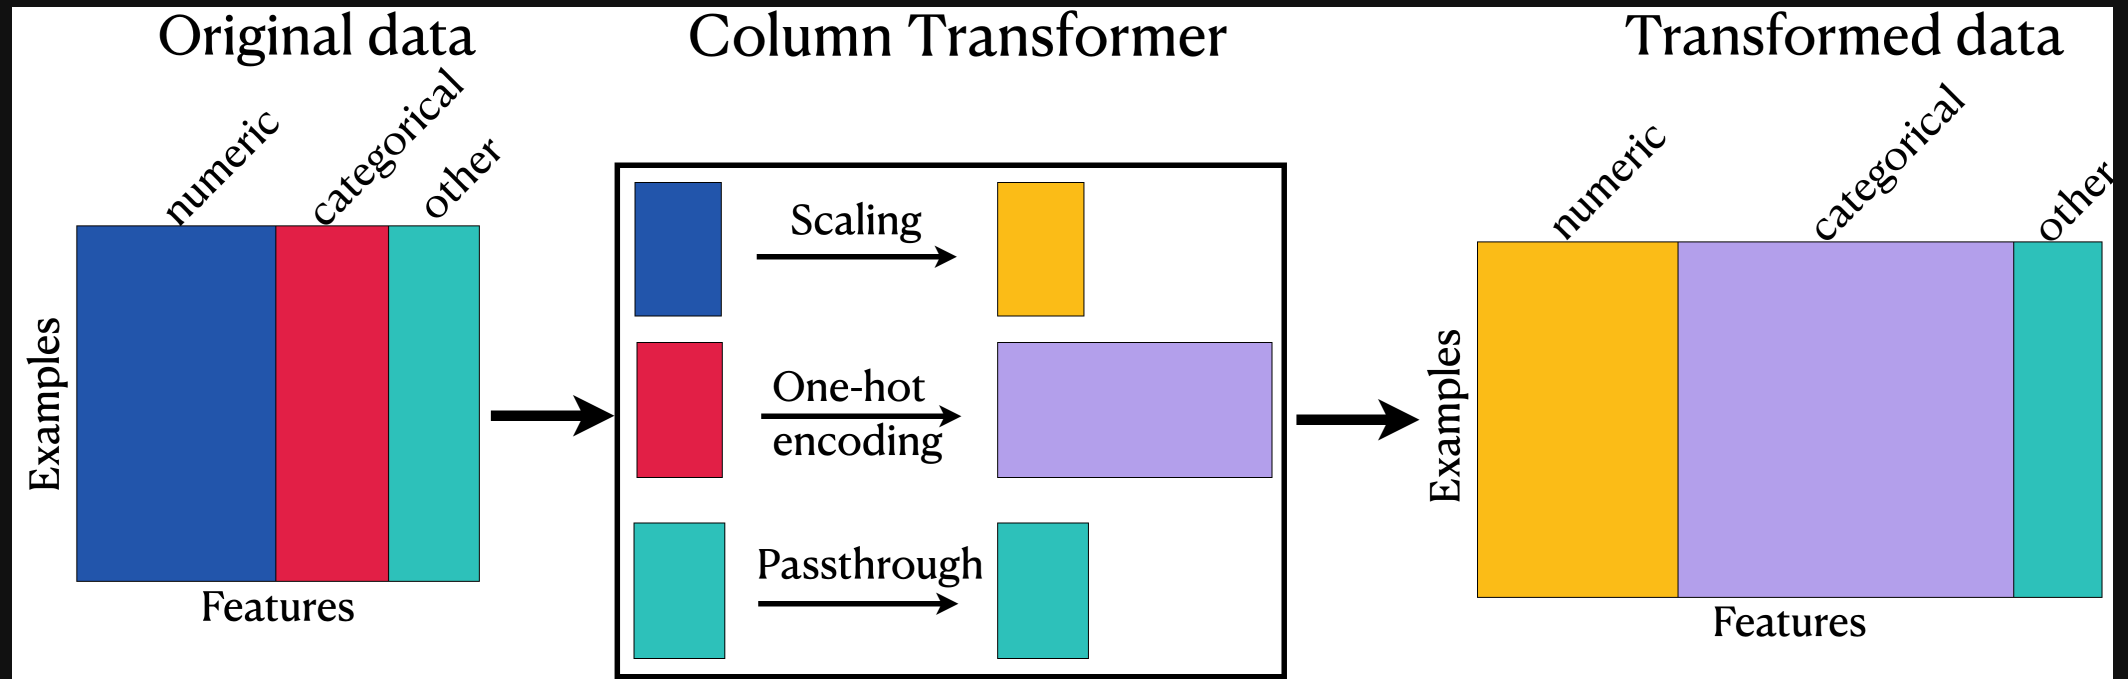 Original data
Column Transformer
Transformed data
numeric
categorical
other
Examples
Features
Scaling
One-hot
encoding
Passthrough
numeric
categorical
other
Examples
Features